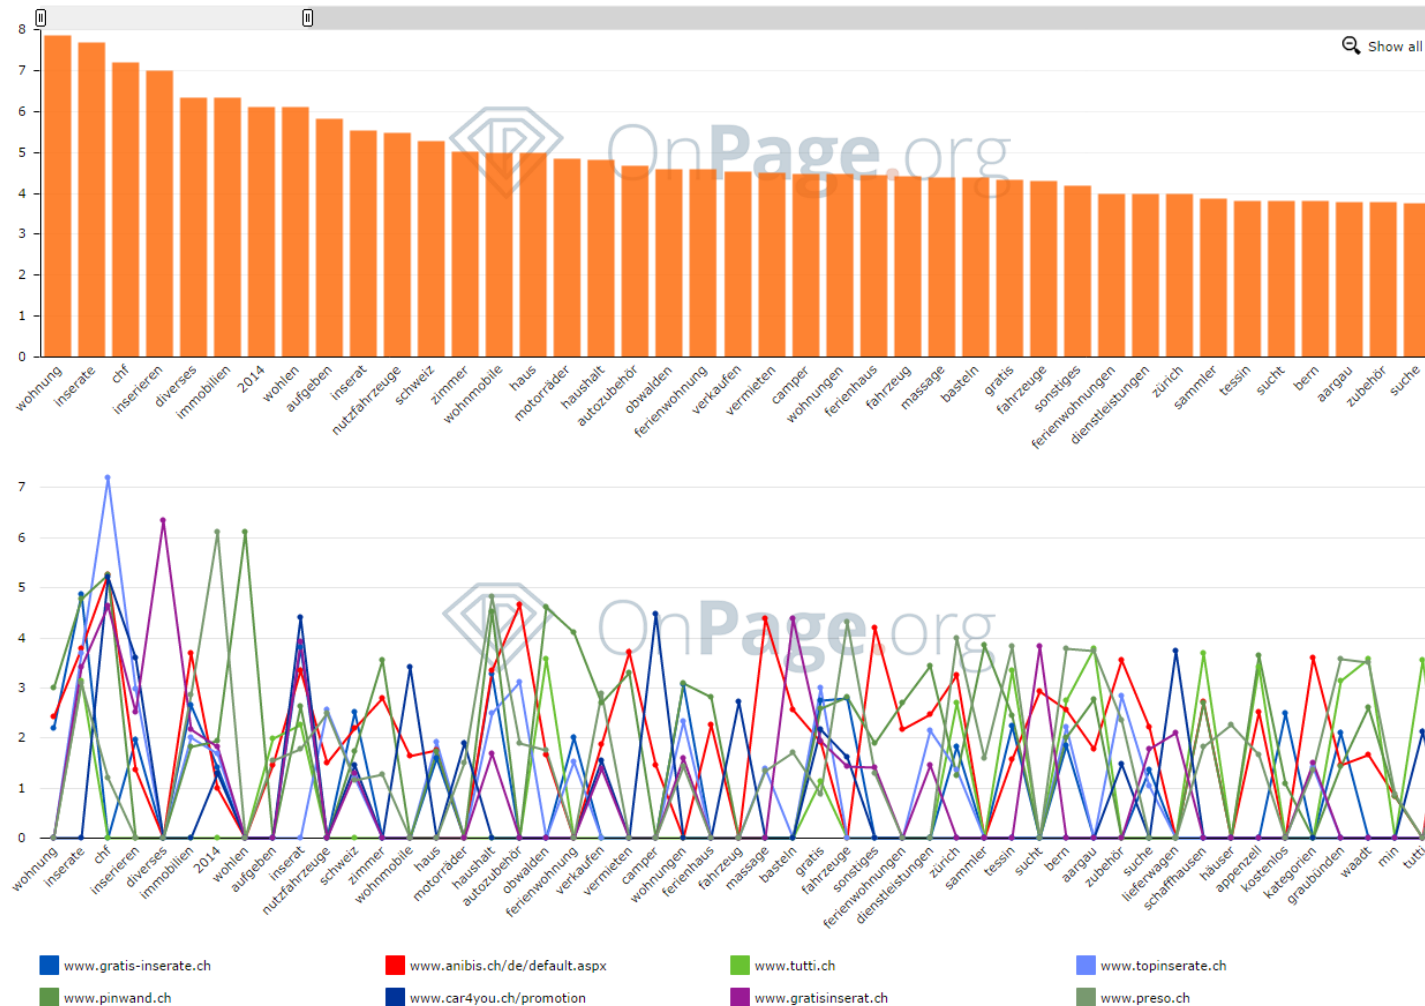 8
Show all
7
6
5
4
3
2
1
0
OnPage.org
wohnung inserate chf inserieren diverses immobilien 2014 wohlen aufgeben inserat nutzfahrzeuge schweiz zimmer wohnmobile haus motorräder haushalt autozubehör obwalden ferienwohnung verkaufen vermieten camper wohnungen ferienhaus fahrzeug massage basteln gratis fahrzeuge sonstiges ferienwohnungen dienstleistungen zürich sammler tessin sucht bern aargau zubehör suche
7
6
5
4
3
2
1
0
OnPage.org
wohnung inserate chf inserieren diverses immobilien 2014 wohlen aufgeben inserat nutzfahrzeuge schweiz zimmer wohnmobile haus motorräder haushalt autozubehör obwalden ferienwohnung verkaufen vermieten camper wohnungen ferienhaus fahrzeug massage basteln gratis fahrzeuge sonstiges ferienwohnungen dienstleistungen zürich sammler tessin sucht bern aargau zubehör suche lieferwagen schaffhausen häuser appenzell kostenlos kategorien graubünden waadt min tutti
www.gratis-inserate.ch www.anibis.ch/de/default.aspx www.tutti.ch www.topinserate.ch
www.pinwand.ch www.car4you.ch/promotion www.gratisinserat.ch www.preso.ch